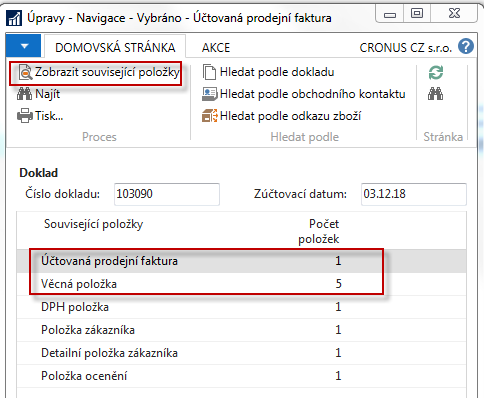 Úpravy - Navigace - Vybráno - Účtovaná prodejní faktura
DOMOVSKÁ STRÁNKA AKCE CRONUS CZ s.r.o.
Zobrazit související položky
Najít
Tisk...
Proces
Hledat podle dokladu
Hledat podle obchodního kontaktu
Hledat podle odkazu zboží
Hledat podle
Stránka
Doklad
Číslo dokladu: 103090 Zúčtovací datum: 03.12.18
Související položky Počet položek
Účtovaná prodejní faktura 1
Věcná položka 5
DPH položka 1
Položka zákazníka 1
Detailní položka zákazníka 1
Položka ocenění 1